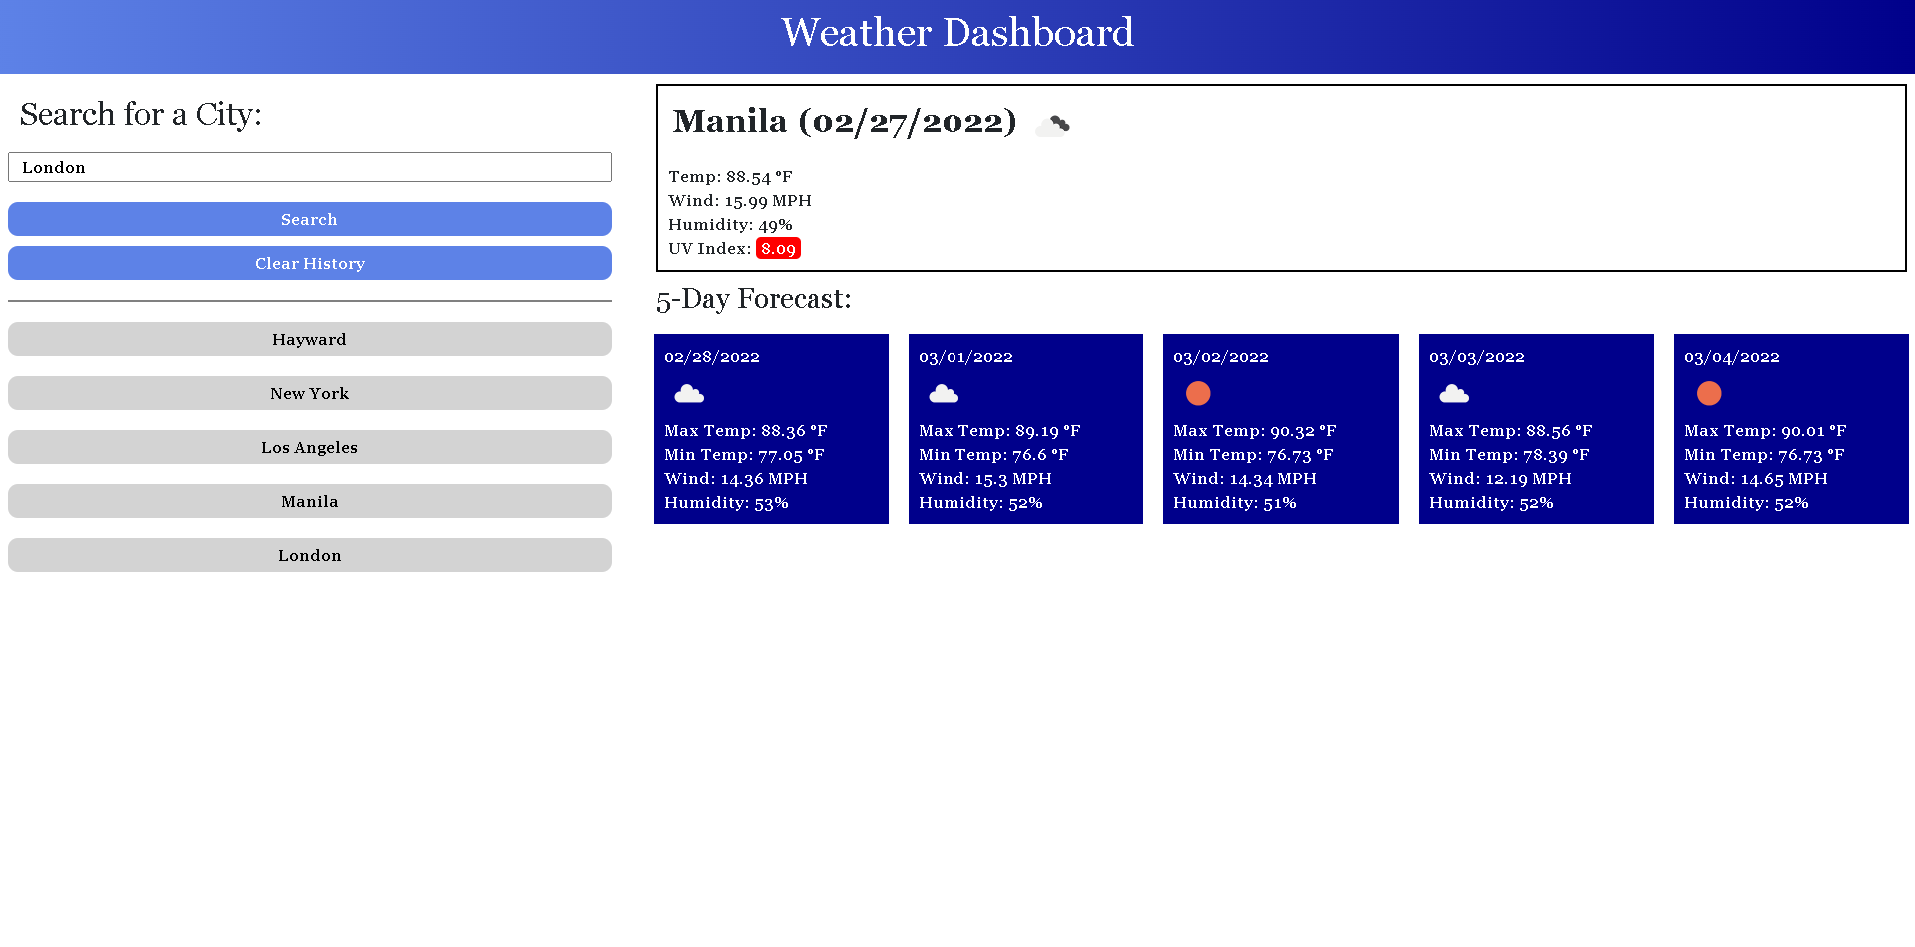 Weather Dashboard
Search for a City:
London
Search
Clear History
Hayward
New York
Los Angeles
Manila
London
Manila (02/27/2022)
Temp: 88.54 °F
Wind: 15.99 MPH
Humidity: 49%
UV Index: 8.09
5-Day Forecast:
02/28/2022
Max Temp: 88.36 °F
Min Temp: 77.05 °F
Wind: 14.36 MPH
Humidity: 53%
03/01/2022
Max Temp: 89.19 °F
Min Temp: 76.6 °F
Wind: 15.3 MPH
Humidity: 52%
03/02/2022
Max Temp: 90.32 °F
Min Temp: 76.73 °F
Wind: 14.34 MPH
Humidity: 51%
03/03/2022
Max Temp: 88.56 °F
Min Temp: 78.39 °F
Wind: 12.19 MPH
Humidity: 52%
03/04/2022
Max Temp: 90.01 °F
Min Temp: 76.73 °F
Wind: 14.65 MPH
Humidity: 52%